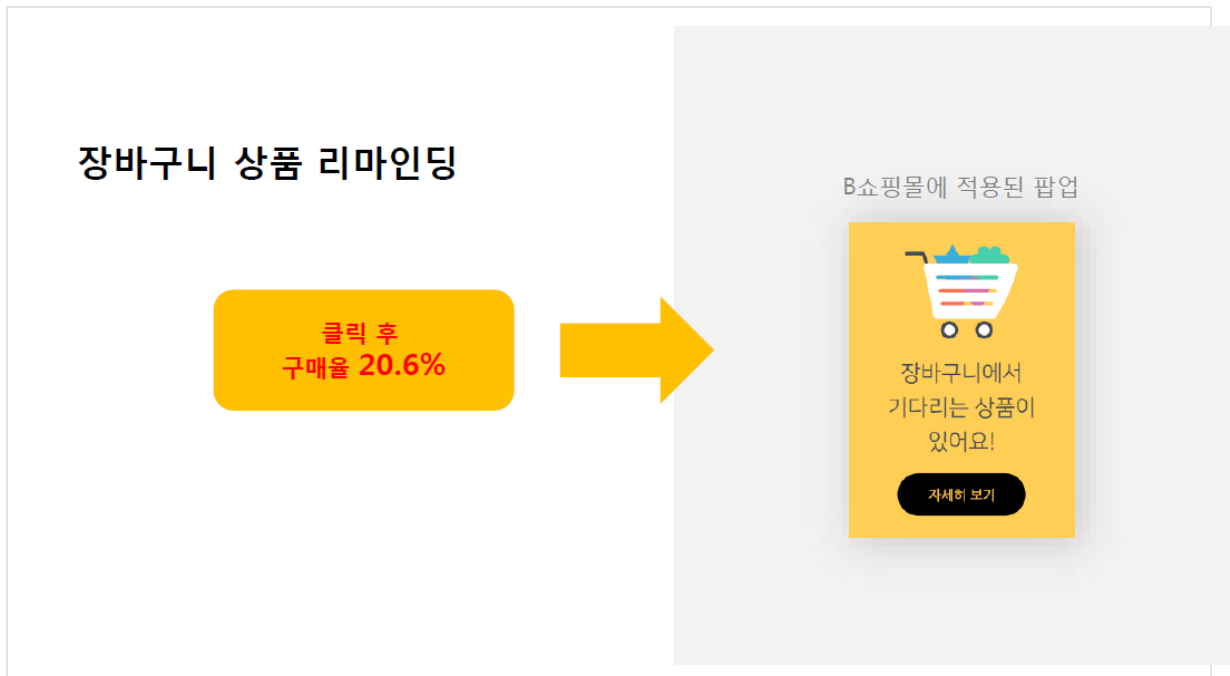 장바구니 상품 리마인딩
클릭 후
구매율 20.6%
B쇼핑몰에 적용된 팝업
장바구니에서
기다리는 상품이
있어요!
자세히 보기